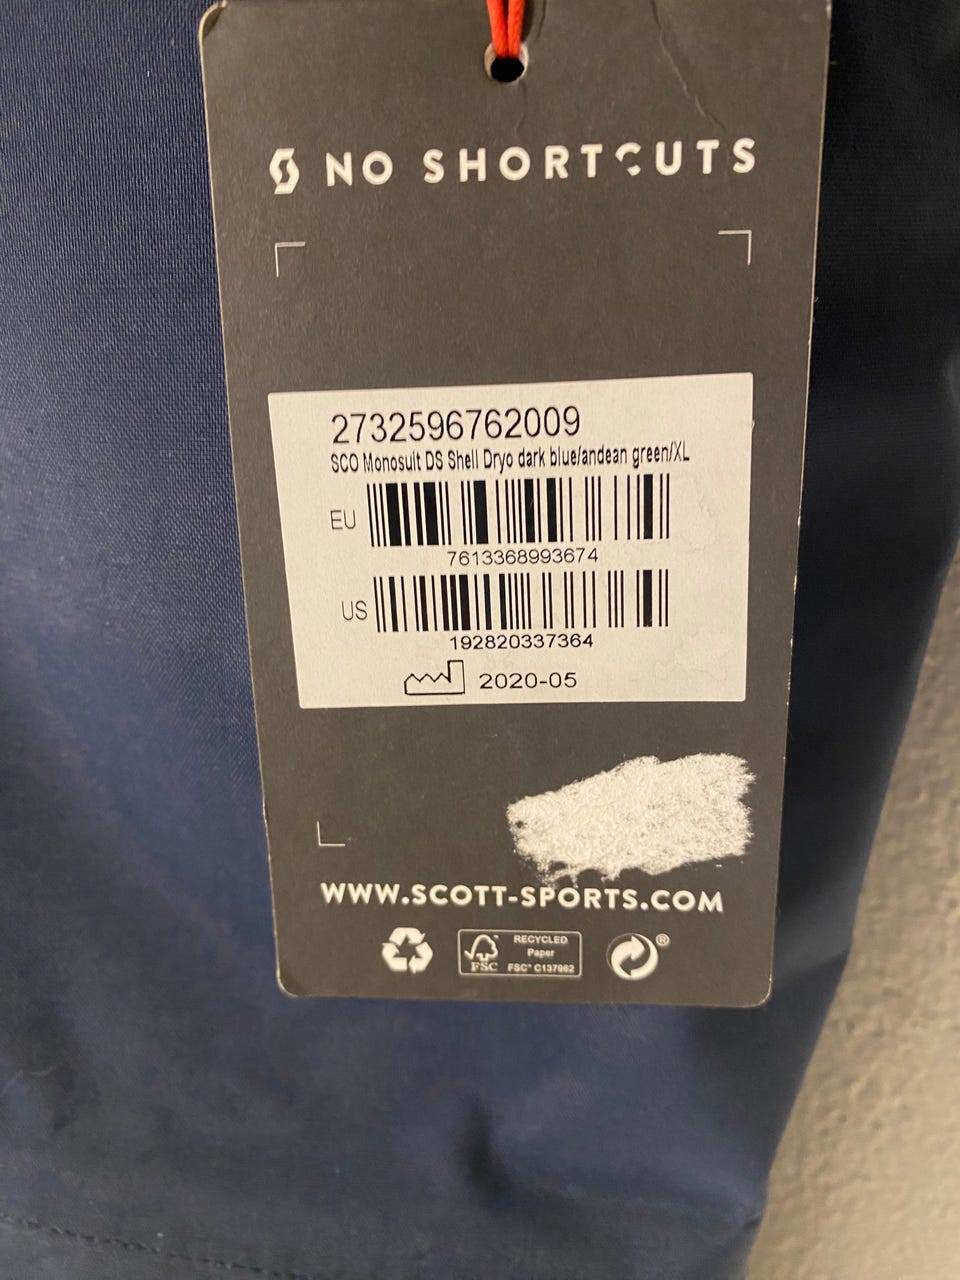 NO SHORTCUTS
2732596762009
SCO Monosuit DS Shell Dryo dark blue/andean green/XL
EU
7613368993674
US
192820337364
2020-05
WWW.SCOTT-SPORTS.COM
RECYCLED
Paper
FSC
FSC® C137962
®